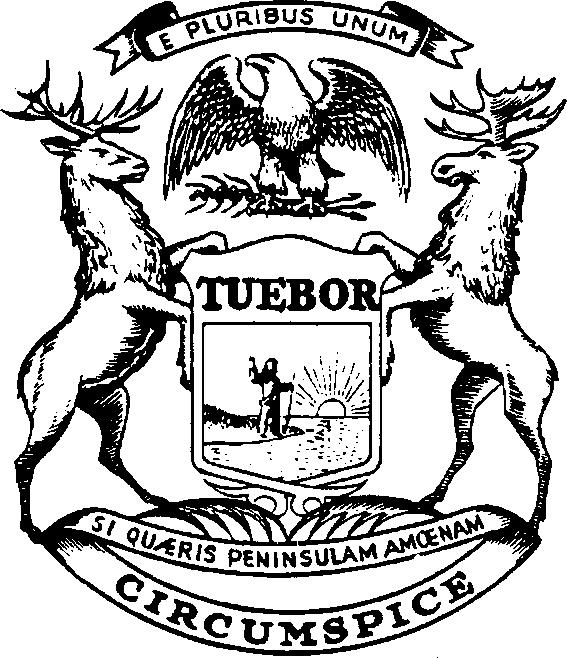 E PLURIBUS UNUM
TUEBOR
SI QUÆRIS PENINSULAM AMŒNAM
CIRCUMSPICE